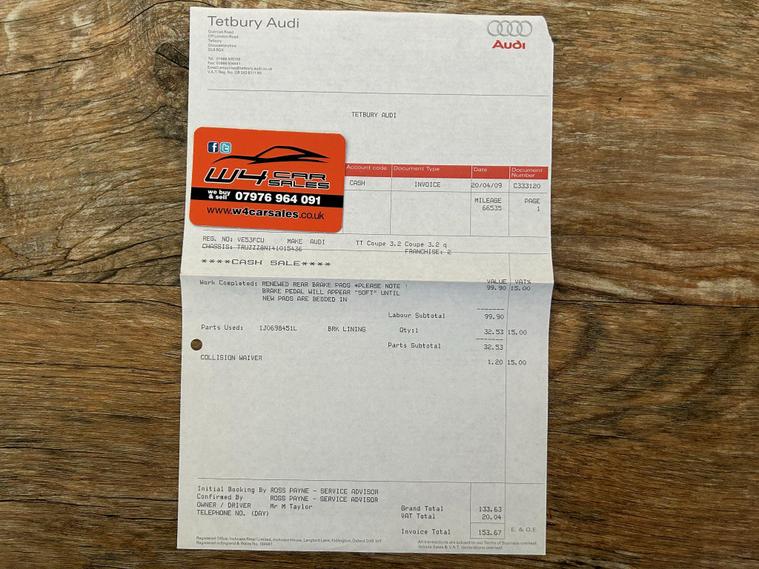 Tetbury Audi
Audi
TETBURY AUDI
W4 CAR SALES
we buy & sell 07976 964 091
www.w4carsales.co.uk
Account code Document Type Date Document Number
CASH INVOICE 20/04/09 C333120
MILEAGE PAGE
66535 1
REG. NO: VE53FCU MAKE AUDI TT Coupe 3.2 Coupe 3.2 q
CHASSIS: TRUZZZ8N141015436 FRANCHISE: 2
****CASH SALE****
VALUE VAT%
Work Completed: RENEWED REAR BRAKE PADS *PLEASE NOTE ! 99.90 15.00
BRAKE PEDAL WILL APPEAR "SOFT" UNTIL
NEW PADS ARE BEDDED IN
Labour Subtotal 99.90
Parts Used: 1J0698451L BRK LINING Qty:1 32.53 15.00
Parts Subtotal 32.53
COLLISION WAIVER 1.20 15.00
Initial Booking By ROSS PAYNE - SERVICE ADVISOR
Confirmed By ROSS PAYNE - SERVICE ADVISOR
OWNER / DRIVER Mr M Taylor
TELEPHONE NO. (DAY)
Grand Total 133.63
VAT Total 20.04
Invoice Total 153.67 E. & O.E